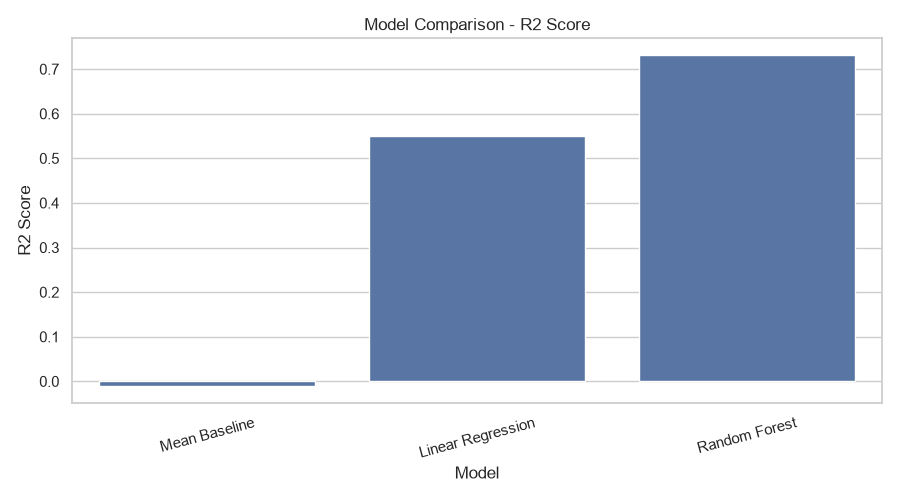 Model Comparison - R2 Score
R2 Score
0.7
0.6
0.5
0.4
0.3
0.2
0.1
0.0
Mean Baseline
Linear Regression
Random Forest
Model